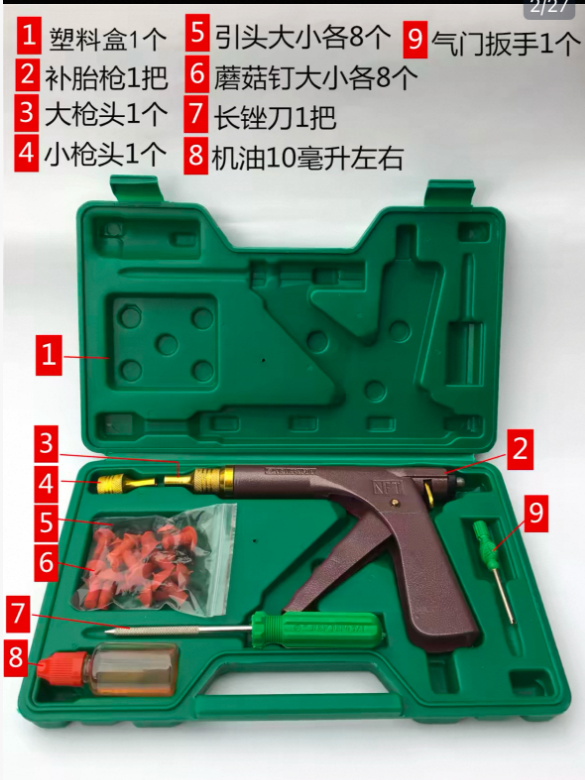 2/27
1 塑料盒1个
2 补胎枪1把
3 大枪头1个
4 小枪头1个
5 引头大小各8个
6 蘑菇钉大小各8个
7 长锉刀1把
8 机油10毫升左右
9 气门扳手1个
1
2
3
4
5
6
7
8
9